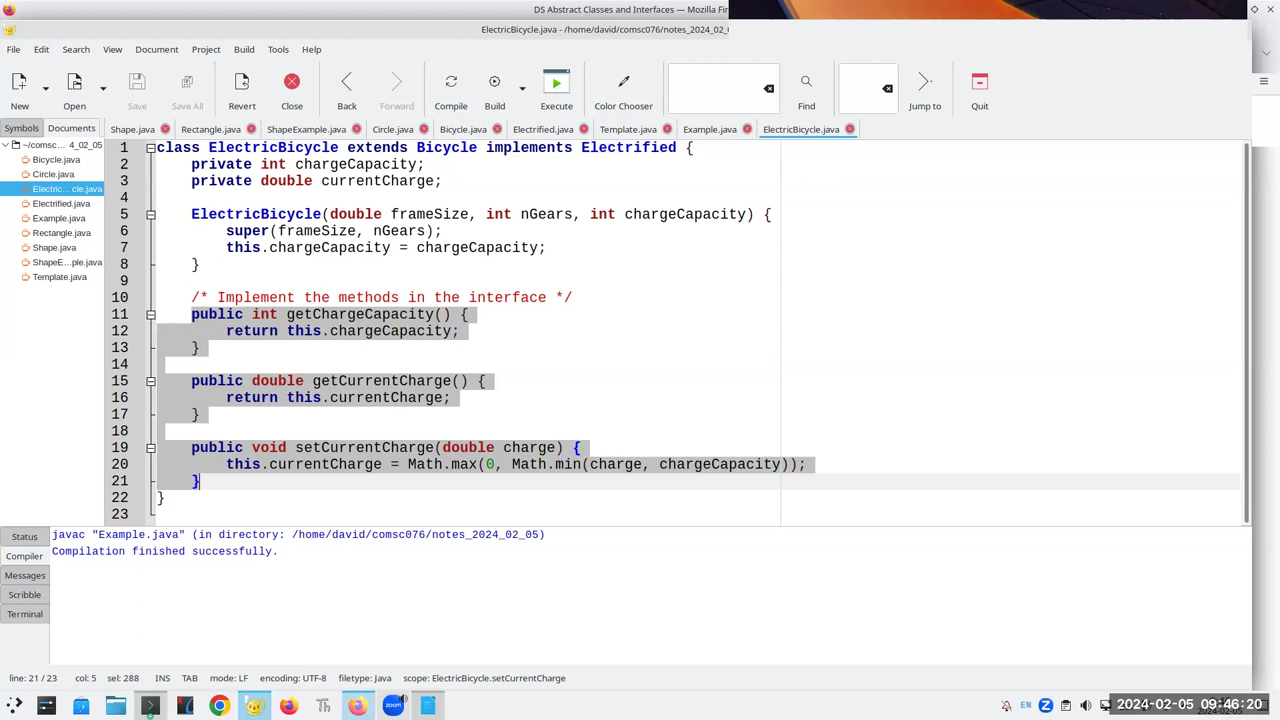 DS Abstract Classes and Interfaces — Mozilla Fir
ElectricBicycle.java - /home/david/comsc076/notes_2024_02_
File Edit Search View Document Project Build Tools Help
New Open Save Save All Revert Close Back Forward Compile Build Execute Color Chooser Find Jump to Quit
Symbols Documents Shape.java Rectangle.java ShapeExample.java Circle.java Bicycle.java Electrified.java Template.java Example.java ElectricBicycle.java
~/comsc... 4_02_05
Bicycle.java
Circle.java
Electric...cle.java
Electrified.java
Example.java
Rectangle.java
Shape.java
ShapeE...ple.java
Template.java
1 class ElectricBicycle extends Bicycle implements Electrified {
2 private int chargeCapacity;
3 private double currentCharge;
4
5 ElectricBicycle(double frameSize, int nGears, int chargeCapacity) {
6 super(frameSize, nGears);
7 this.chargeCapacity = chargeCapacity;
8 }
9
10 /* Implement the methods in the interface */
11 public int getChargeCapacity() {
12 return this.chargeCapacity;
13 }
14
15 public double getCurrentCharge() {
16 return this.currentCharge;
17 }
18
19 public void setCurrentCharge(double charge) {
20 this.currentCharge = Math.max(0, Math.min(charge, chargeCapacity));
21 }
22 }
23
Status
Compiler
Messages
Scribble
Terminal
javac "Example.java" (in directory: /home/david/comsc076/notes_2024_02_05)
Compilation finished successfully.
line: 21 / 23 col: 5 sel: 288 INS TAB mode: LF encoding: UTF-8 filetype: Java scope: ElectricBicycle.setCurrentCharge
Th zoom EN Z 2024-02-05 09:46:20